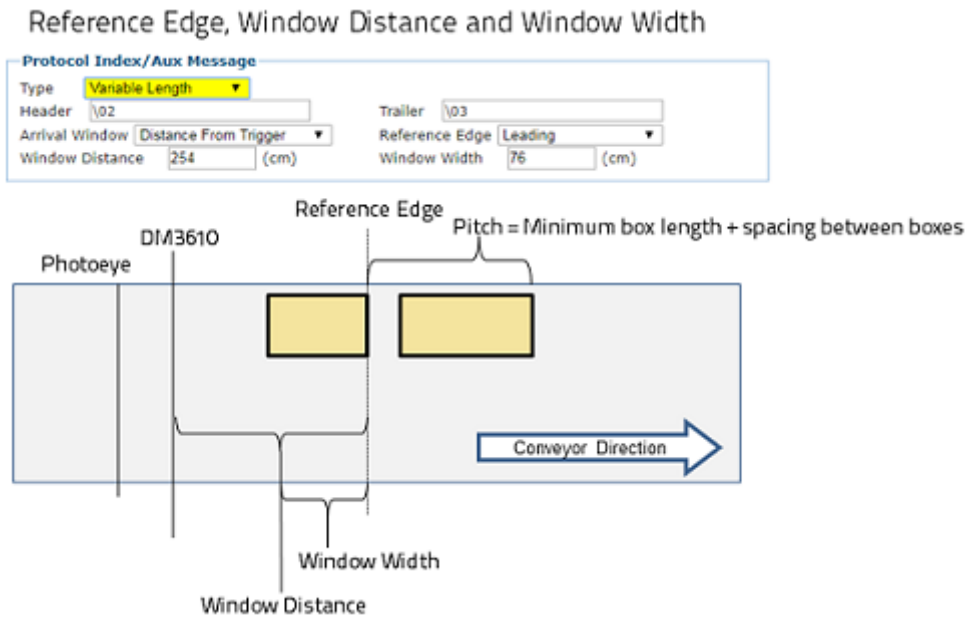 Reference Edge, Window Distance and Window Width
Protocol Index/Aux Message
Type Variable Length
Header \02 Trailer \03
Arrival Window Distance From Trigger Reference Edge Leading
Window Distance 254 (cm) Window Width 76 (cm)
Reference Edge
Pitch = Minimum box length + spacing between boxes
DM3610
Photoeye
Conveyor Direction
Window Width
Window Distance